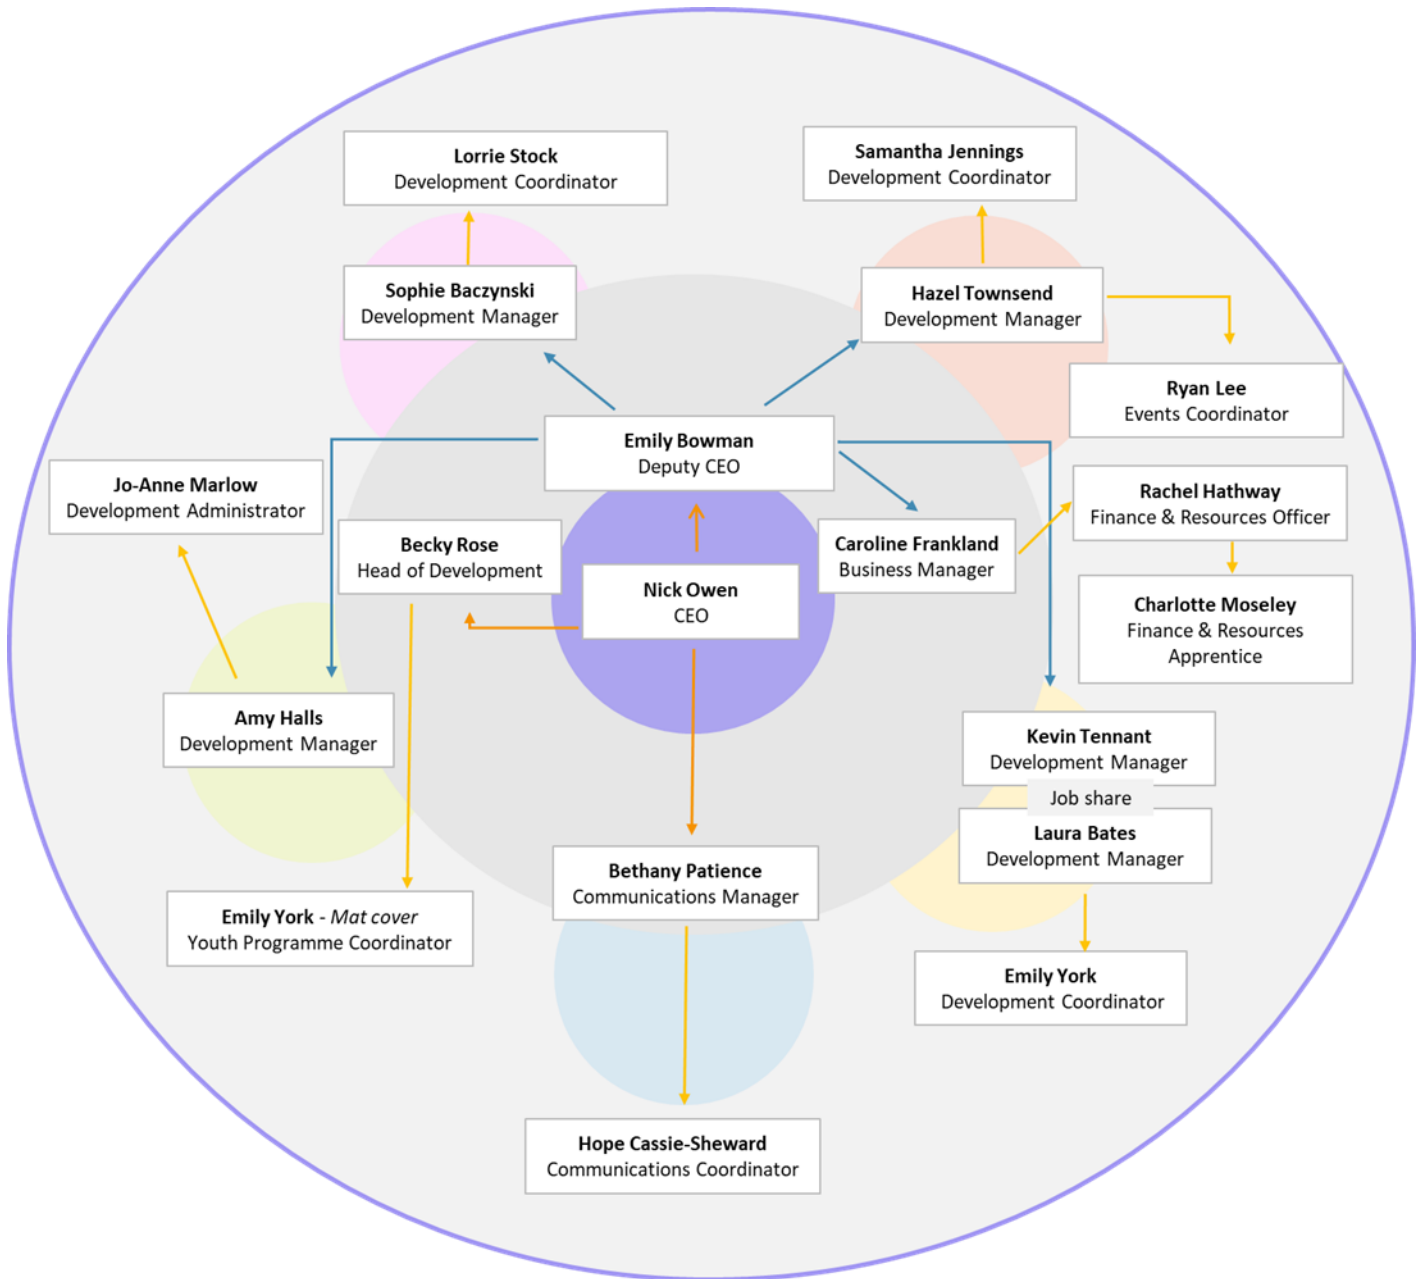 Lorrie Stock
Development Coordinator
Samantha Jennings
Development Coordinator
Sophie Baczynski
Development Manager
Hazel Townsend
Development Manager
Ryan Lee
Events Coordinator
Emily Bowman
Deputy CEO
Jo-Anne Marlow
Development Administrator
Rachel Hathway
Finance & Resources Officer
Becky Rose
Head of Development
Caroline Frankland
Business Manager
Nick Owen
CEO
Charlotte Moseley
Finance & Resources
Apprentice
Amy Halls
Development Manager
Kevin Tennant
Development Manager
Job share
Laura Bates
Development Manager
Bethany Patience
Communications Manager
Emily York - Mat cover
Youth Programme Coordinator
Emily York
Development Coordinator
Hope Cassie-Sheward
Communications Coordinator